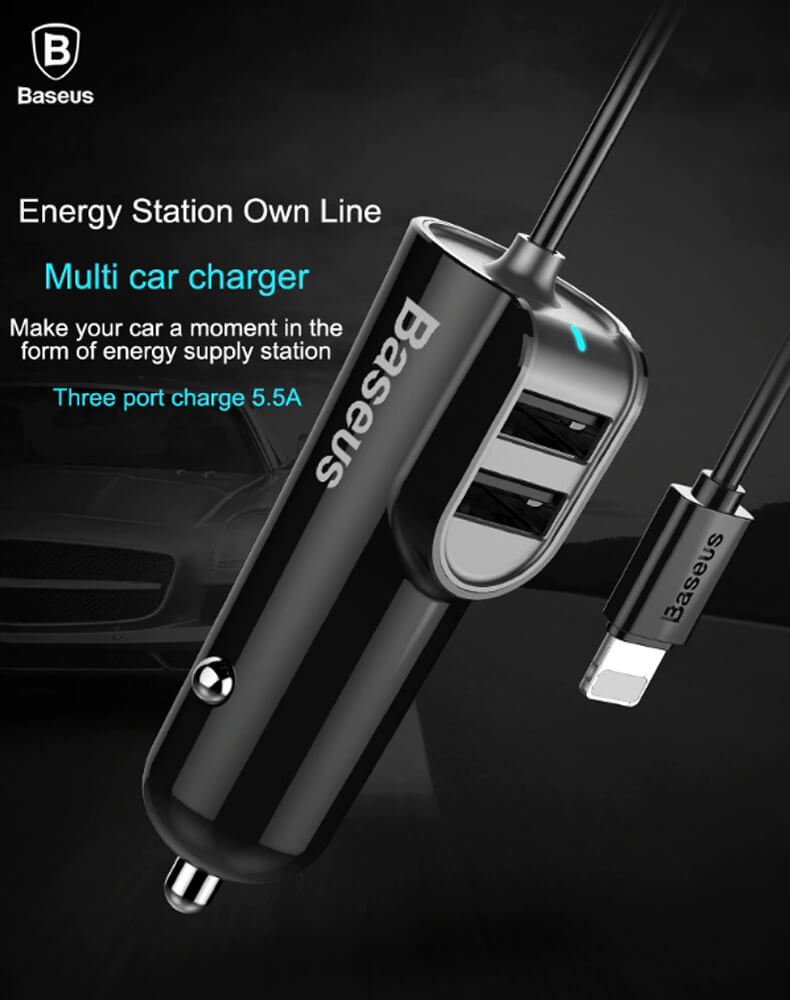 B
Baseus
Energy Station Own Line
Multi car charger
Make your car a moment in the
form of energy supply station
Three port charge 5.5A
Baseus
Baseus